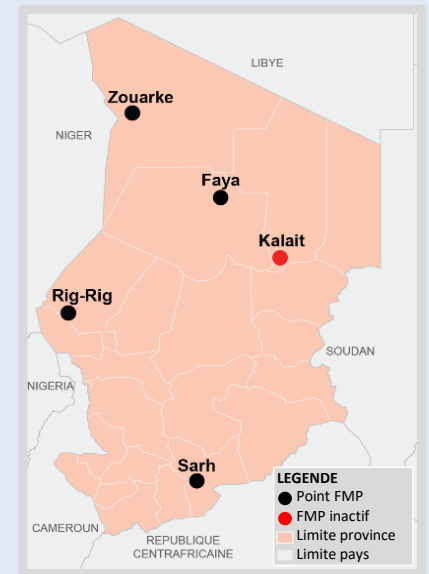 LIBYE
Zouarke
NIGER
Faya
Kalait
Rig-Rig
SOUDAN
NIGERIA
Sarh
CAMEROUN
REPUBLIQUE
CENTRAFRICAINE
LEGENDE
Point FMP
FMP inactif
Limite province
Limite pays